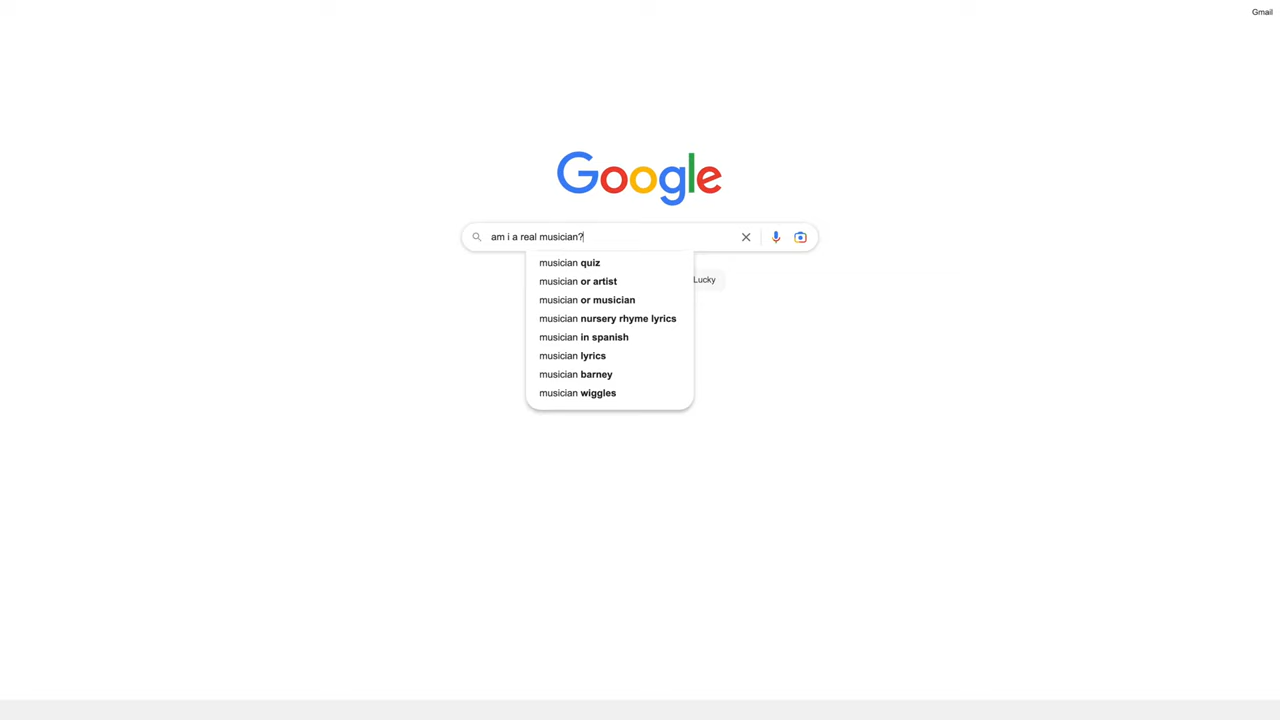 Gmail
Google
am i a real musician?
musician quiz
musician or artist
Lucky
musician or musician
musician nursery rhyme lyrics
musician in spanish
musician lyrics
musician barney
musician wiggles